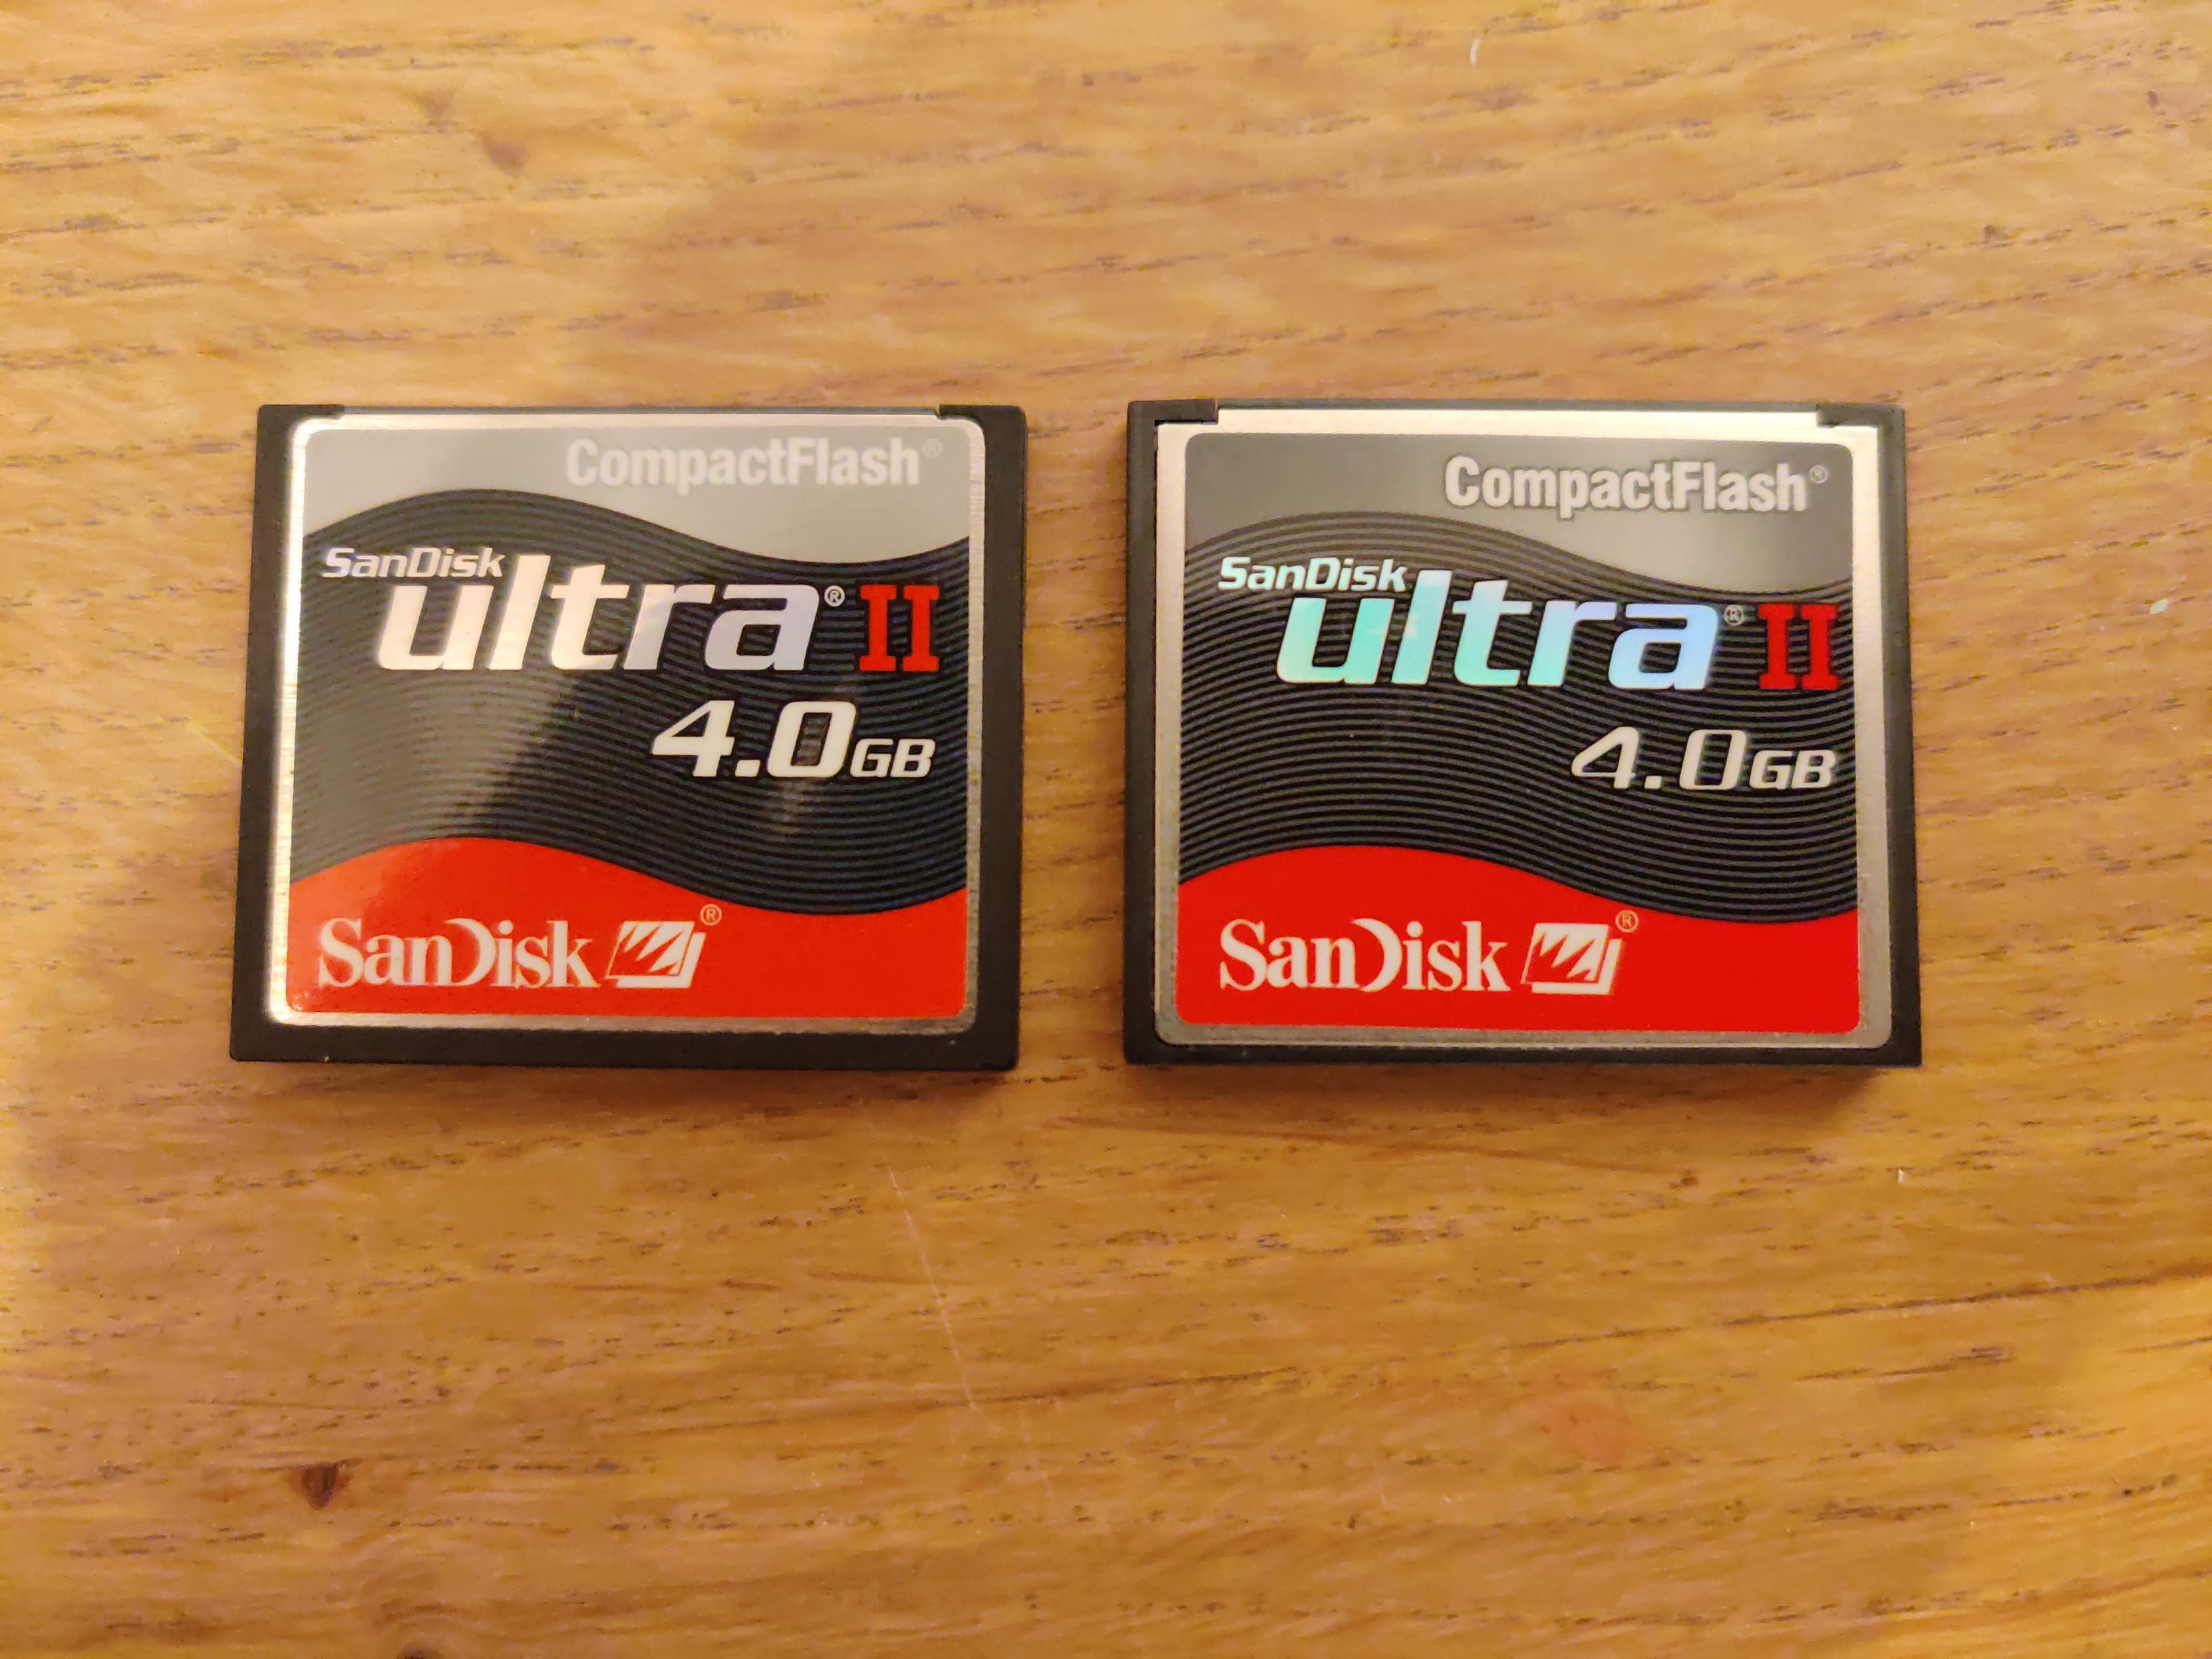 CompactFlash®
SanDisk
ultra® II
4.0GB
SanDisk®
CompactFlash®
SanDisk
ultra® II
4.0GB
SanDisk®